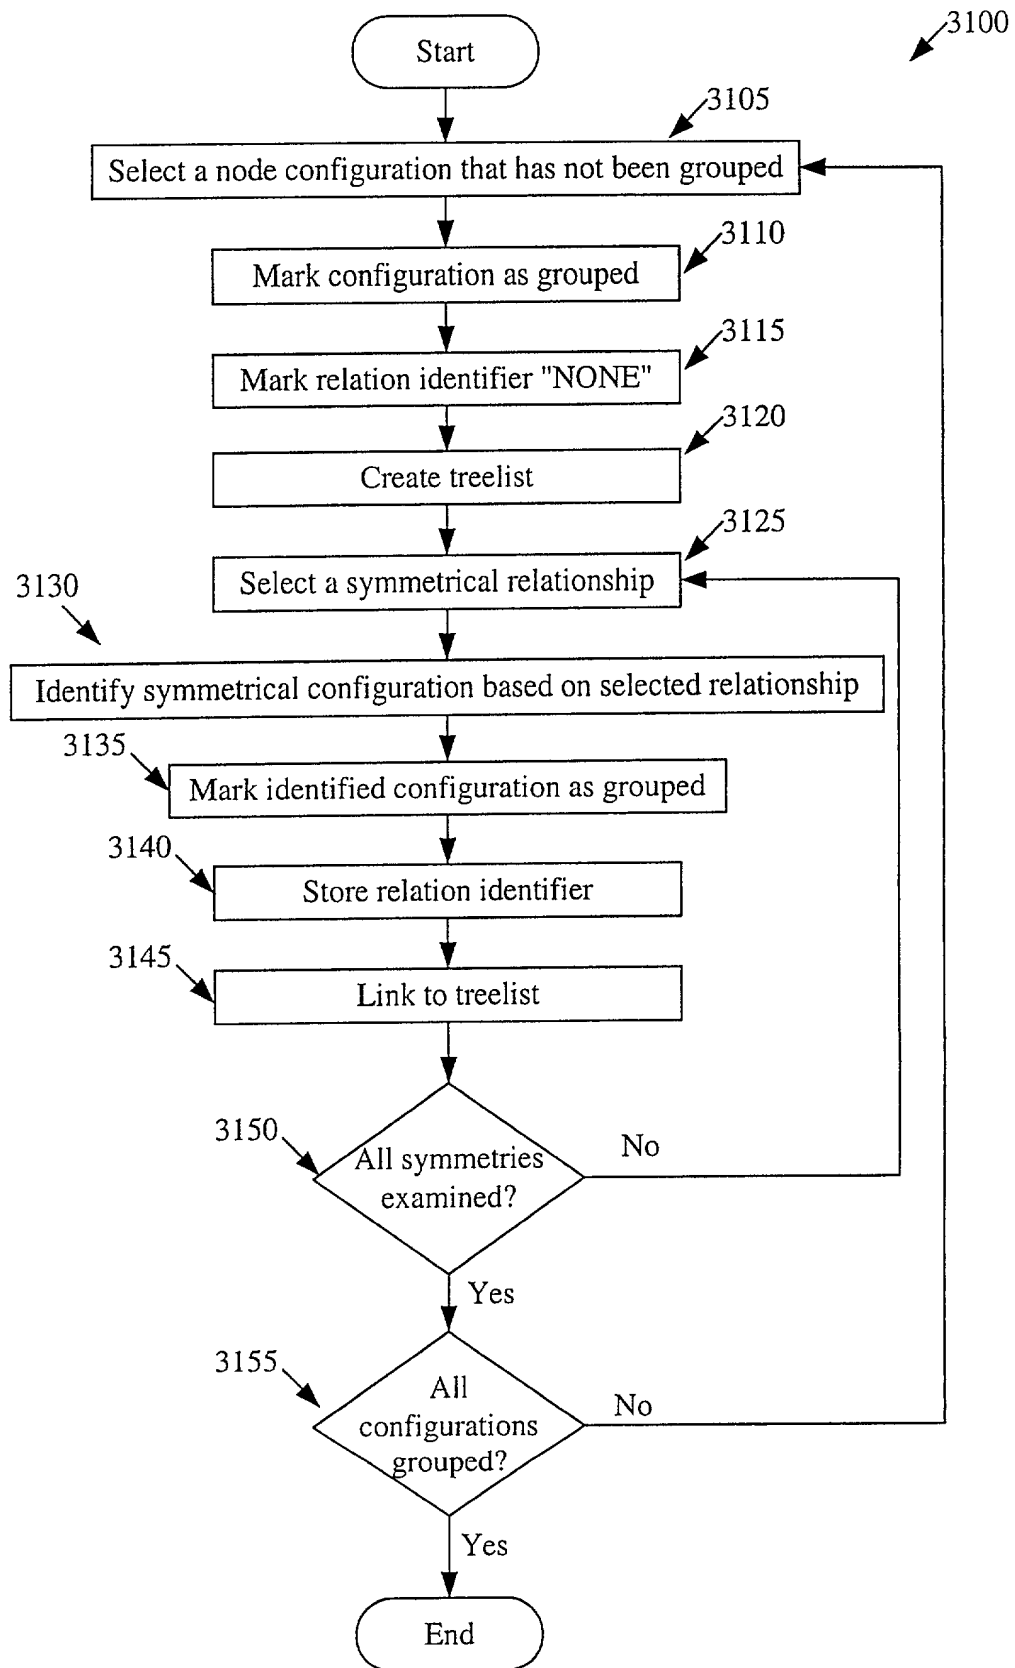 3100
Start
3105
Select a node configuration that has not been grouped
3110
Mark configuration as grouped
3115
Mark relation identifier "NONE"
3120
Create treelist
3125
Select a symmetrical relationship
3130
Identify symmetrical configuration based on selected relationship
3135
Mark identified configuration as grouped
3140
Store relation identifier
3145
Link to treelist
3150
All symmetries
examined?
No
Yes
3155
All
configurations
grouped?
No
Yes
End